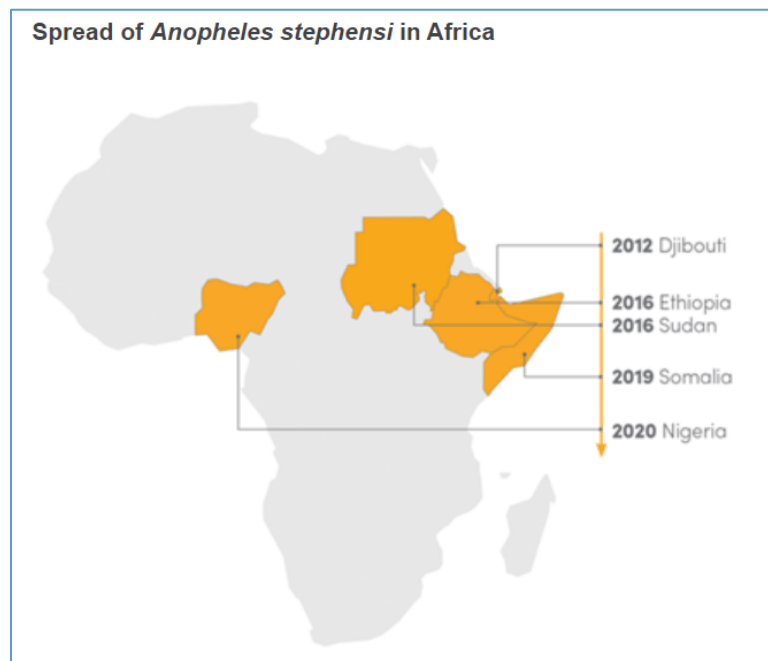 Spread of Anopheles stephensi in Africa
2012 Djibouti
2016 Ethiopia
2016 Sudan
2019 Somalia
2020 Nigeria